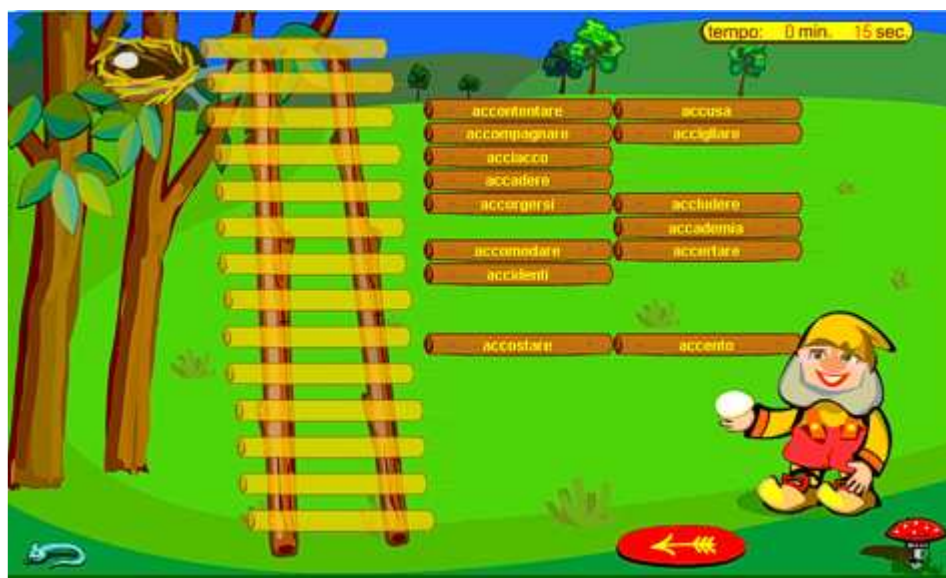 tempo: 0 min. 15 sec.
accontentare accusa
accompagnare accigliare
acciacco
accadere
accorgersi accludere
accademia
accomodare accertare
accidenti
accostare accento